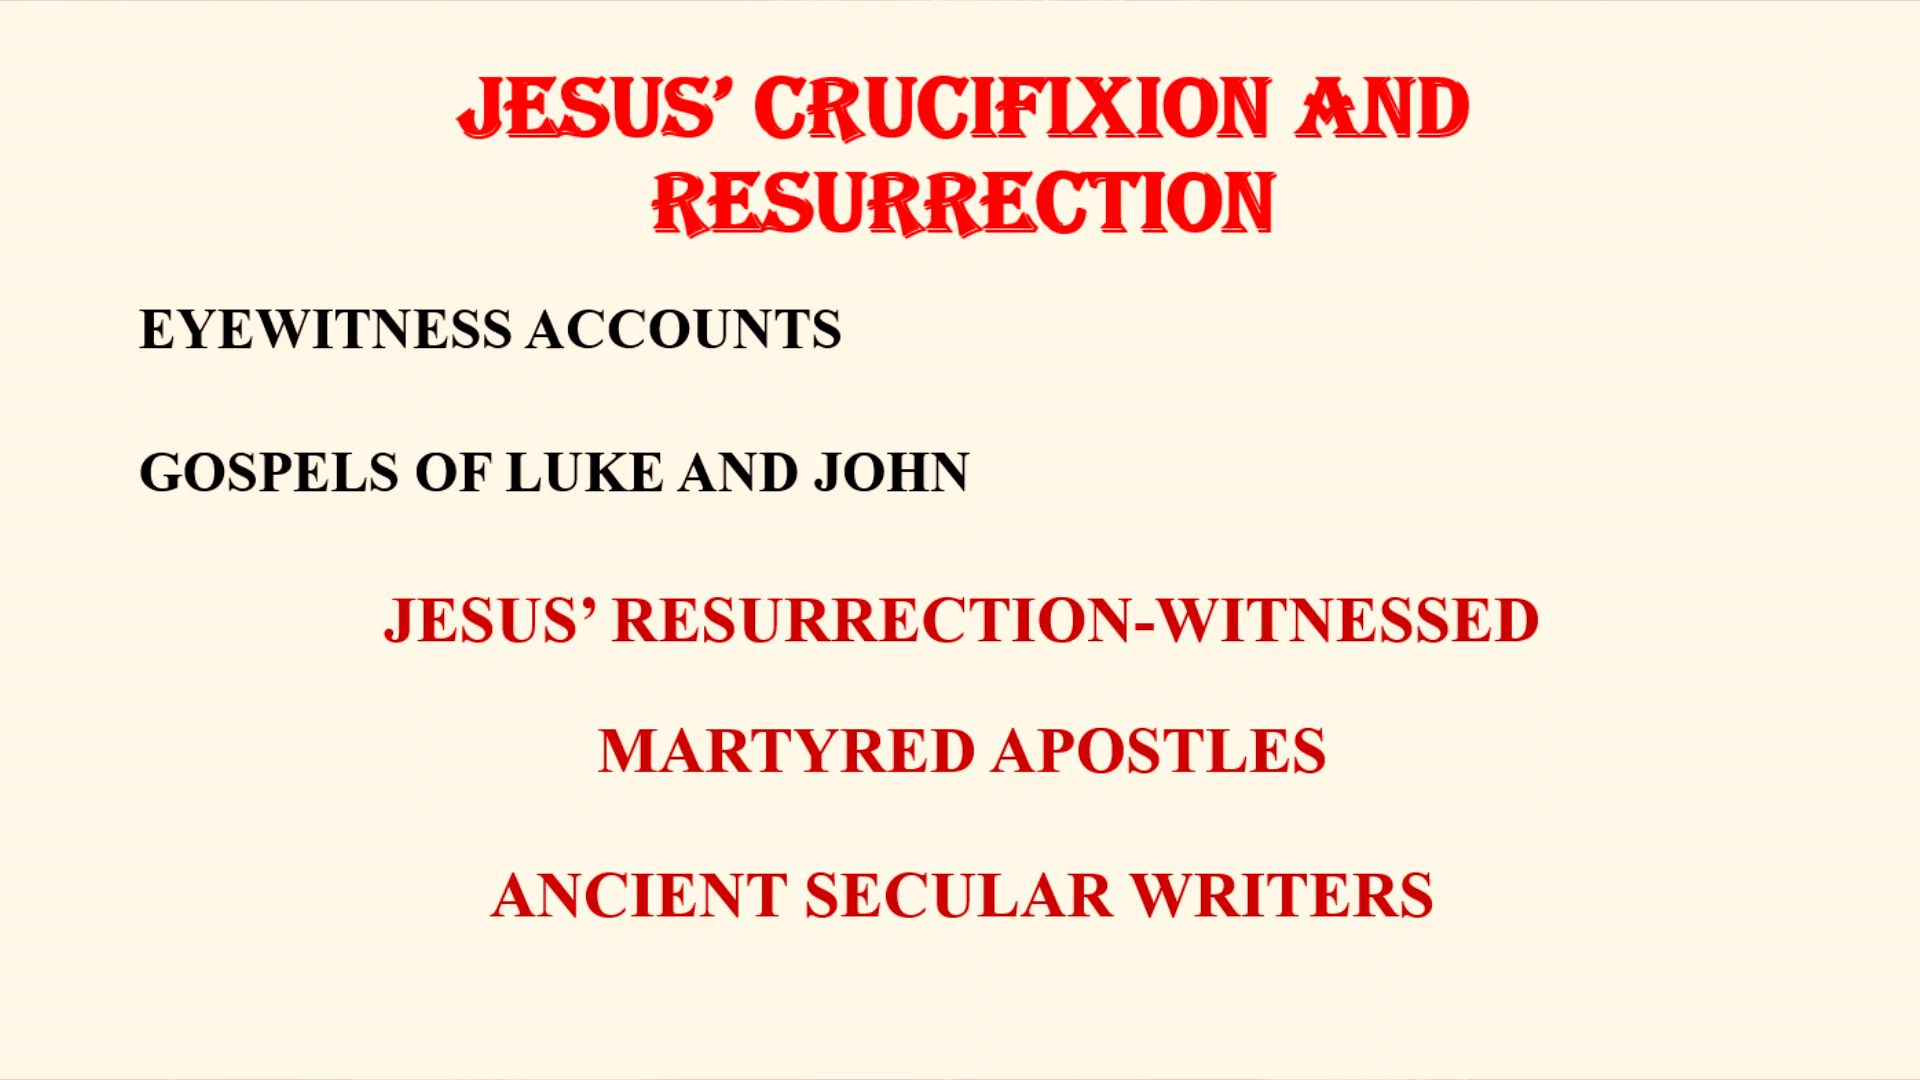 JESUS’ CRUCIFIXION AND
RESURRECTION
EYEWITNESS ACCOUNTS
GOSPELS OF LUKE AND JOHN
JESUS’ RESURRECTION-WITNESSED
MARTYRED APOSTLES
ANCIENT SECULAR WRITERS